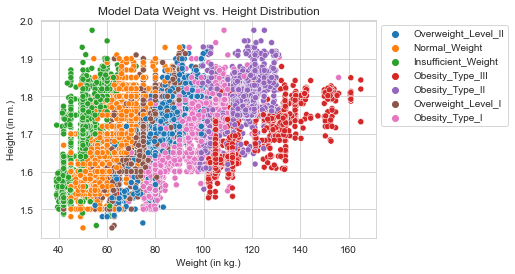 Model Data Weight vs. Height Distribution
2.0
1.9
1.8
1.7
1.6
1.5
Height (in m.)
40 60 80 100 120 140 160
Weight (in kg.)
Overweight_Level_II
Normal_Weight
Insufficient_Weight
Obesity_Type_III
Obesity_Type_II
Overweight_Level_I
Obesity_Type_I